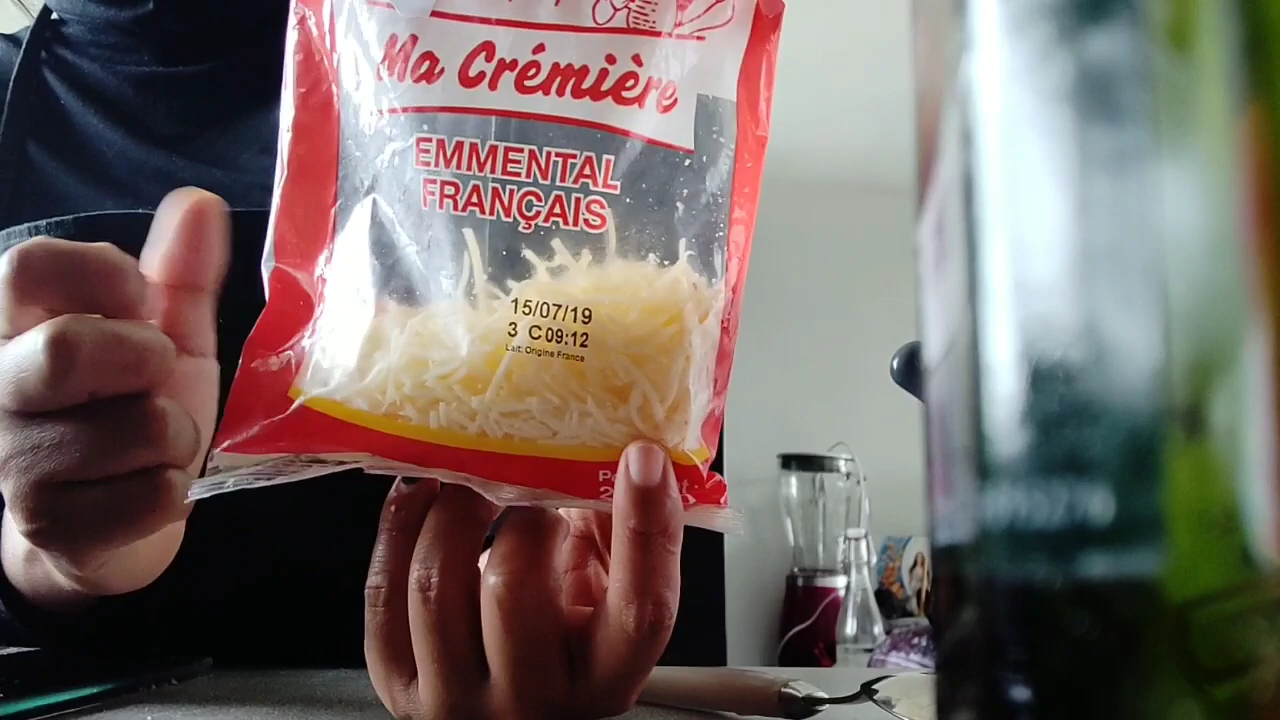 Ma Crémière
EMMENTAL
FRANÇAIS
15/07/19
3 C09:12
Lait: Origine France